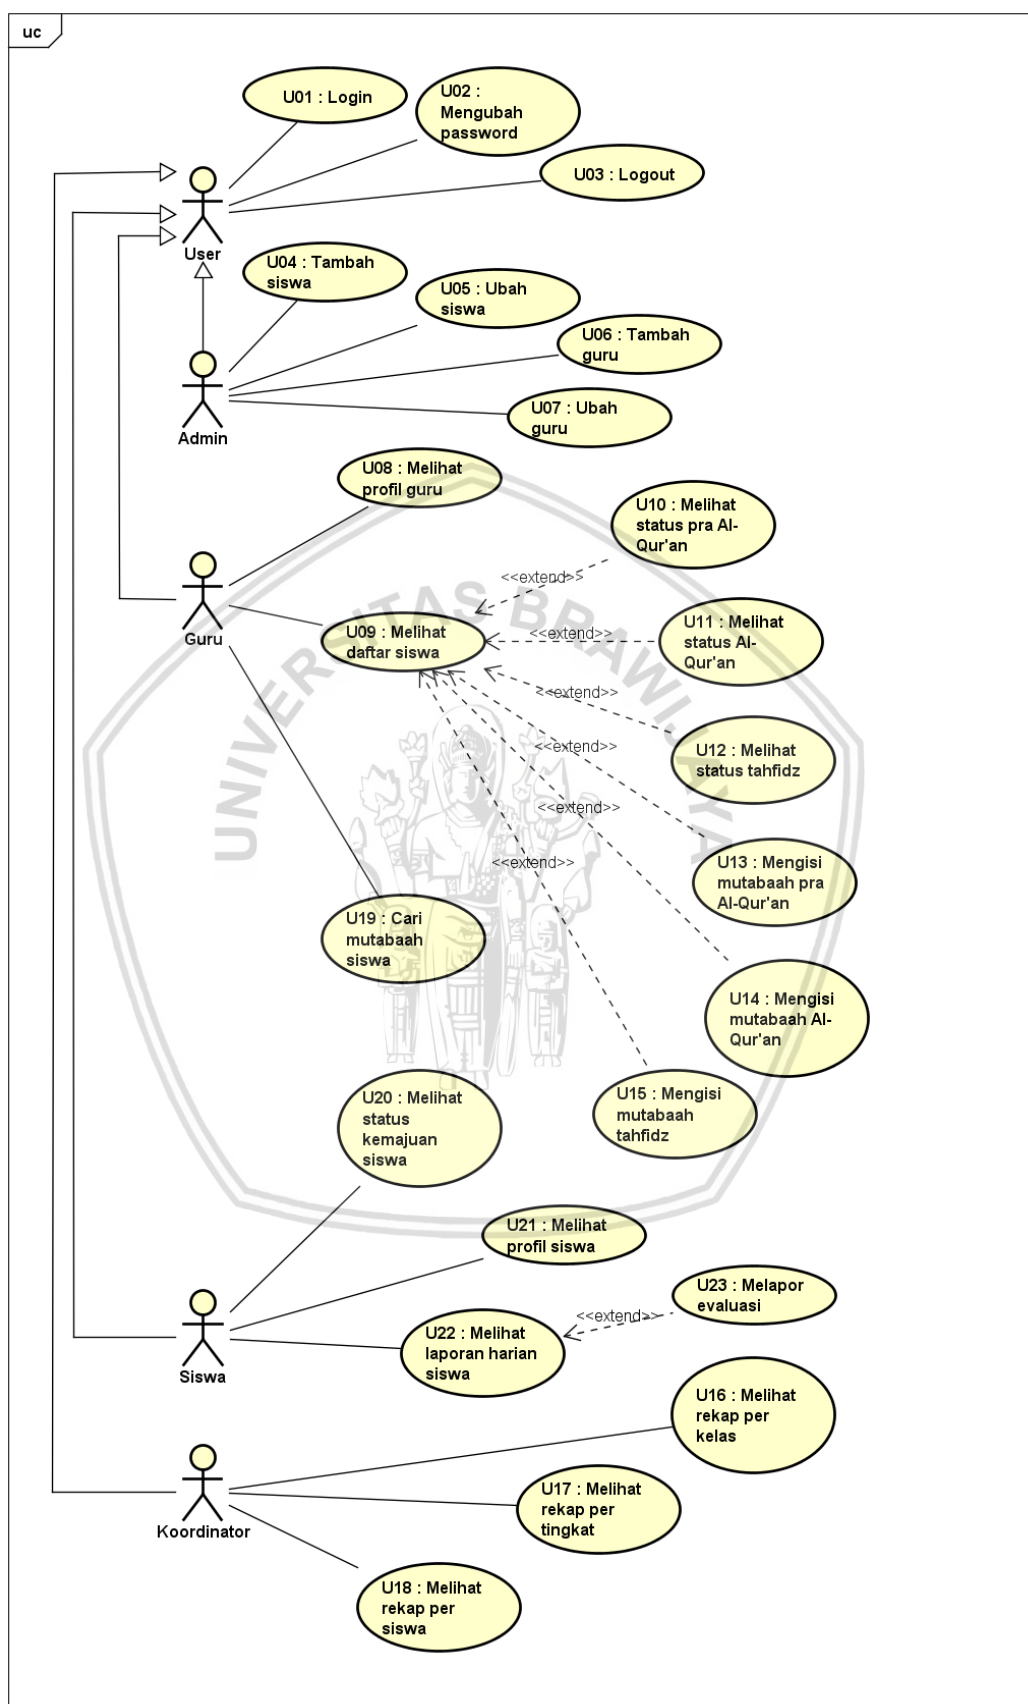 uc
U01 : Login
U02 :
Mengubah
password
U03 : Logout
User
U04 : Tambah
siswa
U05 : Ubah
siswa
U06 : Tambah
guru
U07 : Ubah
guru
Admin
U08 : Melihat
profil guru
U10 : Melihat
status pra Al-
Qur'an
<<extend>>
Guru
U09 : Melihat
daftar siswa
<<extend>>
U11 : Melihat
status Al-
Qur'an
<<extend>>
U12 : Melihat
status tahfidz
<<extend>>
<<extend>>
<<extend>>
U13 : Mengisi
mutabaah pra
Al-Qur'an
UNIVERSITAS BRAWIJAYA
U19 : Cari
mutabaah
siswa
U14 : Mengisi
mutabaah Al-
Qur'an
U15 : Mengisi
mutabaah
tahfidz
U20 : Melihat
status
kemajuan
siswa
U21 : Melihat
profil siswa
U23 : Melapor
evaluasi
<<extend>>
U22 : Melihat
laporan harian
siswa
Siswa
U16 : Melihat
rekap per
kelas
U17 : Melihat
rekap per
tingkat
Koordinator
U18 : Melihat
rekap per
siswa